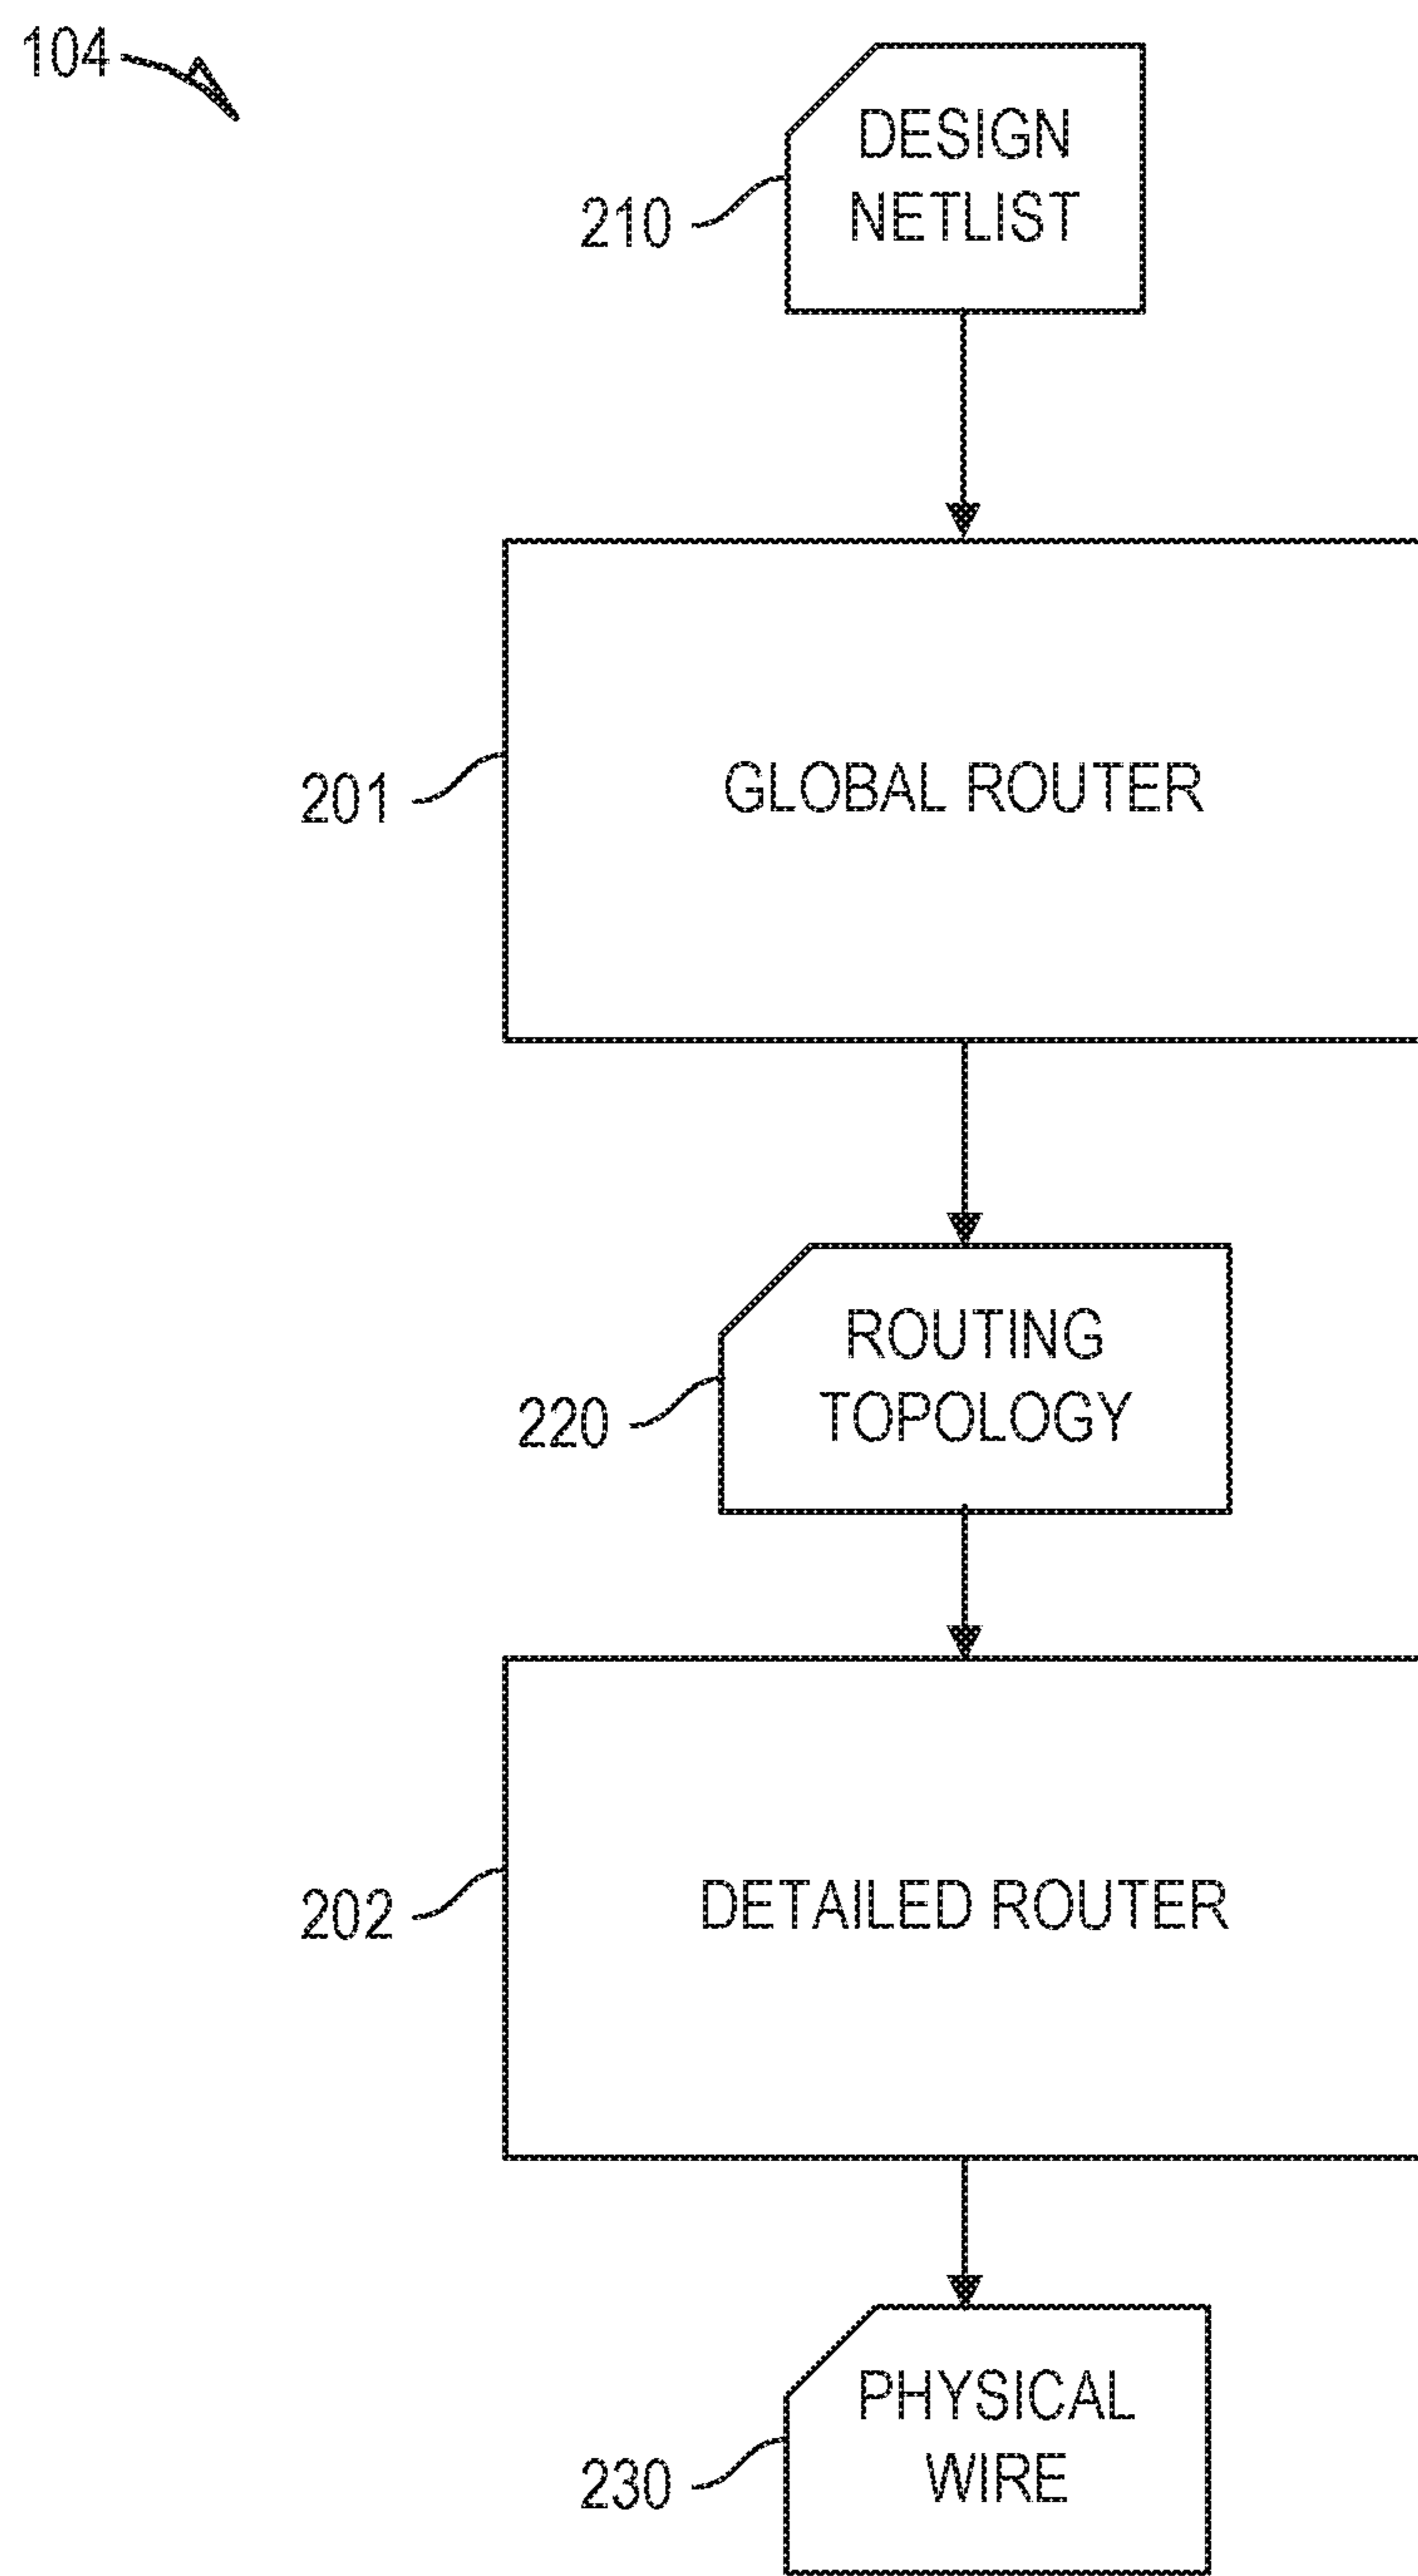 104
DESIGN
NETLIST
210
GLOBAL ROUTER
201
ROUTING
TOPOLOGY
220
DETAILED ROUTER
202
PHYSICAL
WIRE
230